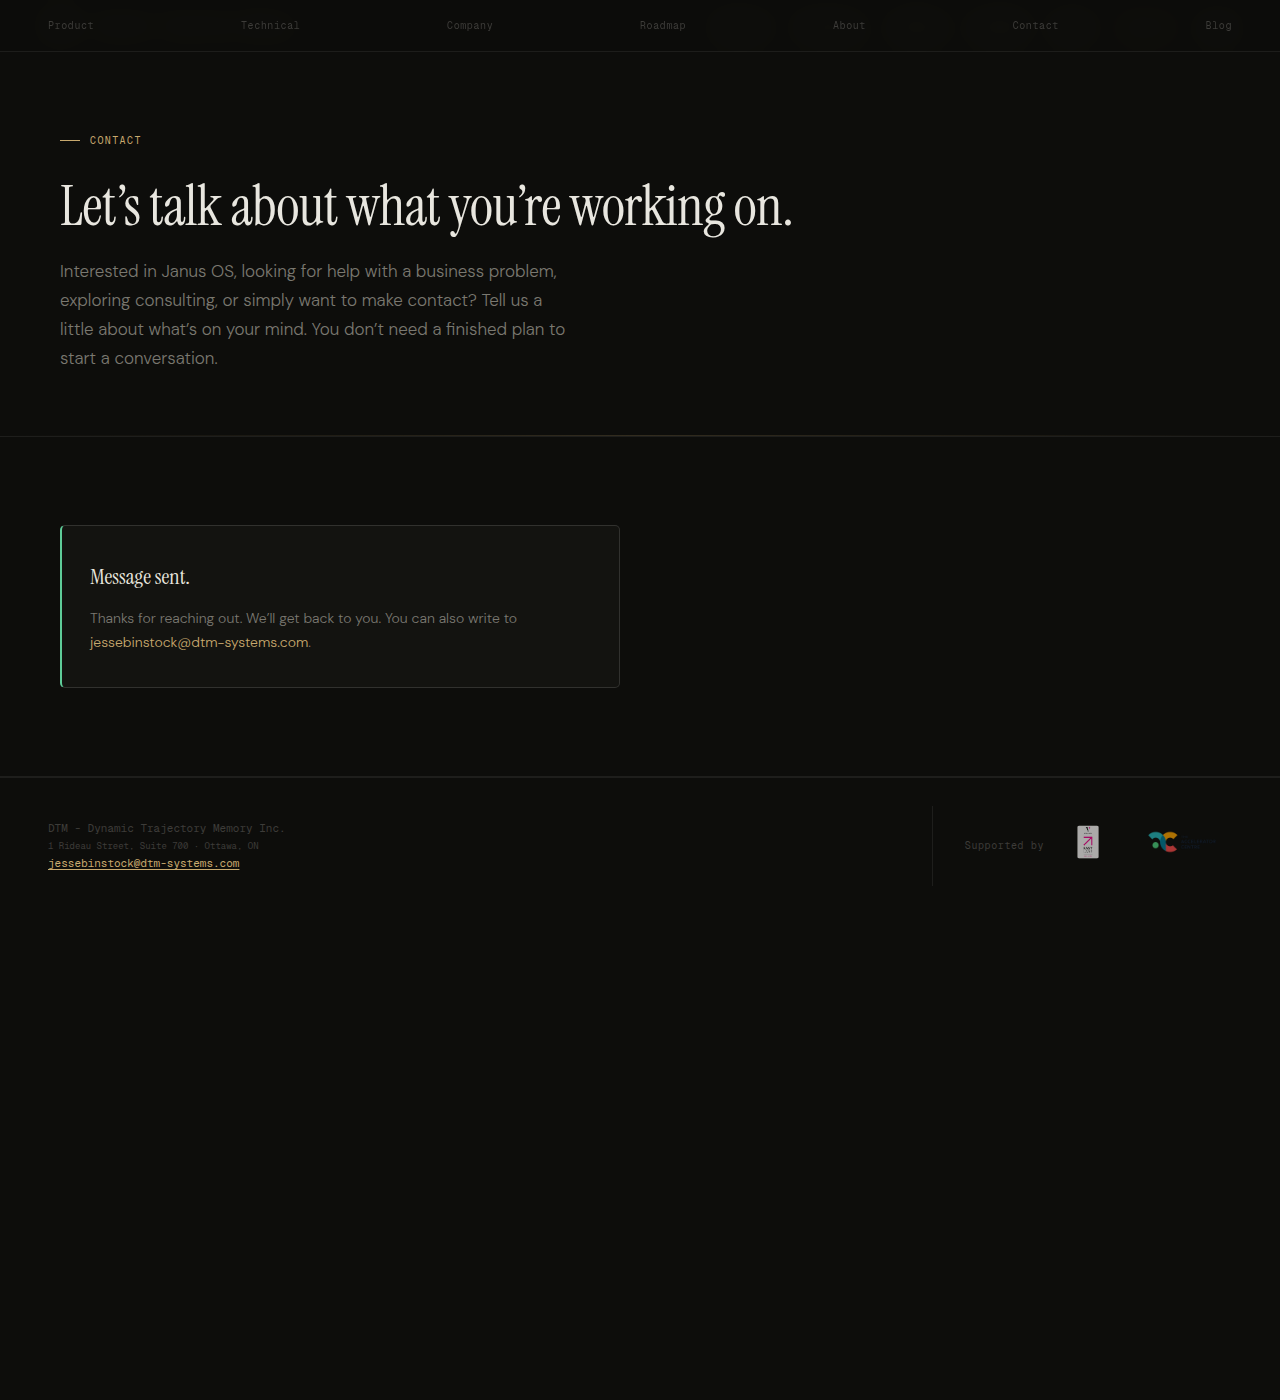 Product
Technical
Company
Roadmap
About
Contact
Blog
CONTACT
Let’s talk about what you’re working on.
Interested in Janus OS, looking for help with a business problem,
exploring consulting, or simply want to make contact? Tell us a
little about what’s on your mind. You don’t need a finished plan to
start a conversation.
Message sent.
Thanks for reaching out. We’ll get back to you. You can also write to
jessebinstock@dtm-systems.com.
DTM - Dynamic Trajectory Memory Inc.
1 Rideau Street, Suite 700 · Ottawa, ON
jessebinstock@dtm-systems.com
Supported by